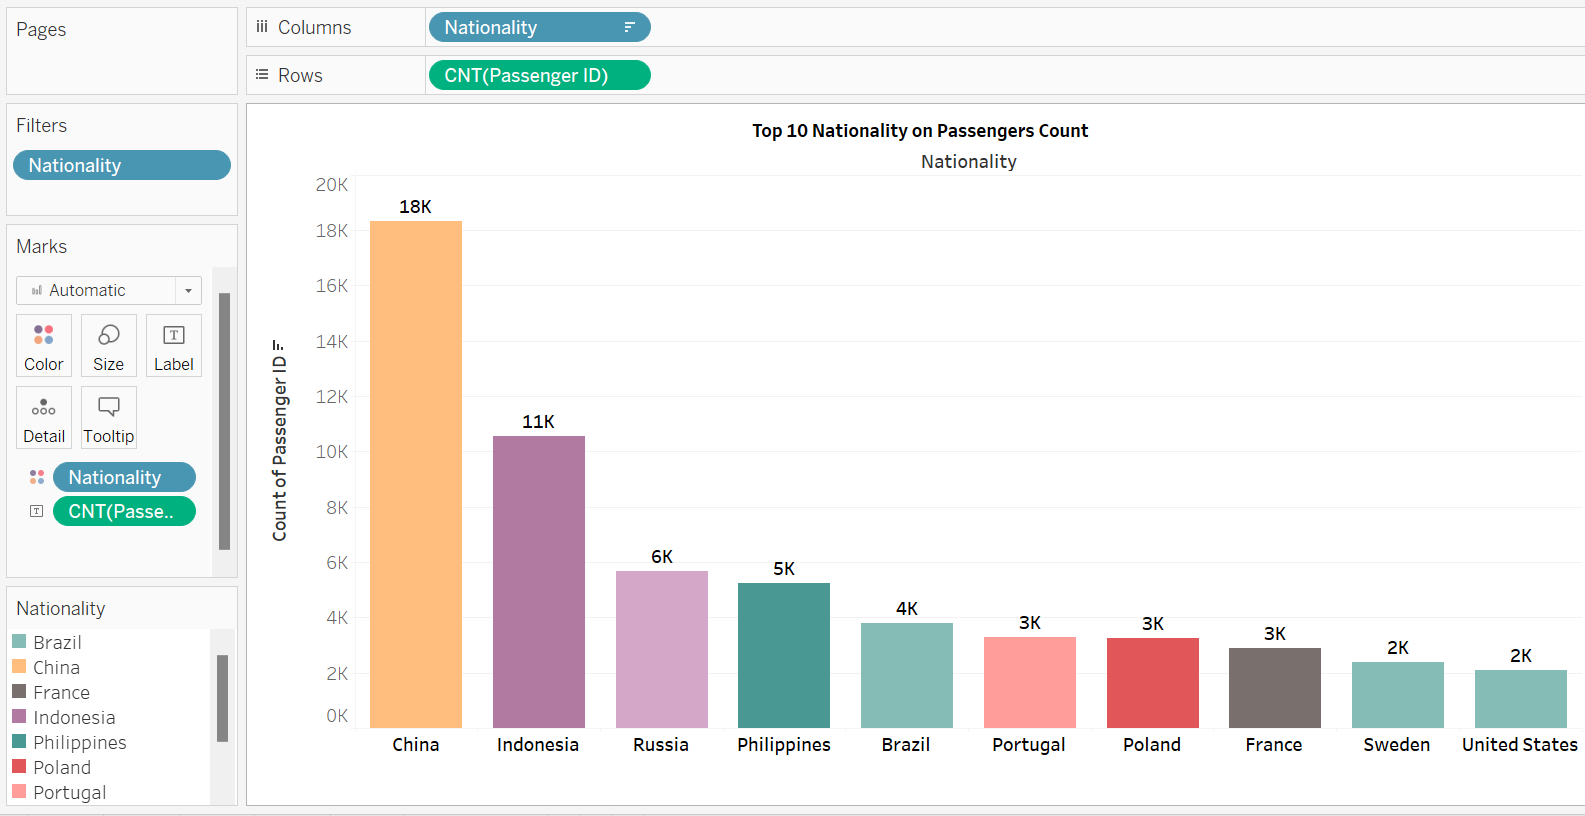 Pages
Columns
Nationality
Rows
CNT(Passenger ID)
Filters
Nationality
Marks
Automatic
Color
Size
Label
Detail
Tooltip
Nationality
CNT(Passe..
Nationality
Brazil
China
France
Indonesia
Philippines
Poland
Portugal
Top 10 Nationality on Passengers Count
Nationality
Count of Passenger ID
20K
18K
16K
14K
12K
10K
8K
6K
4K
2K
0K
18K
11K
6K
5K
4K
3K
3K
3K
2K
2K
China
Indonesia
Russia
Philippines
Brazil
Portugal
Poland
France
Sweden
United States